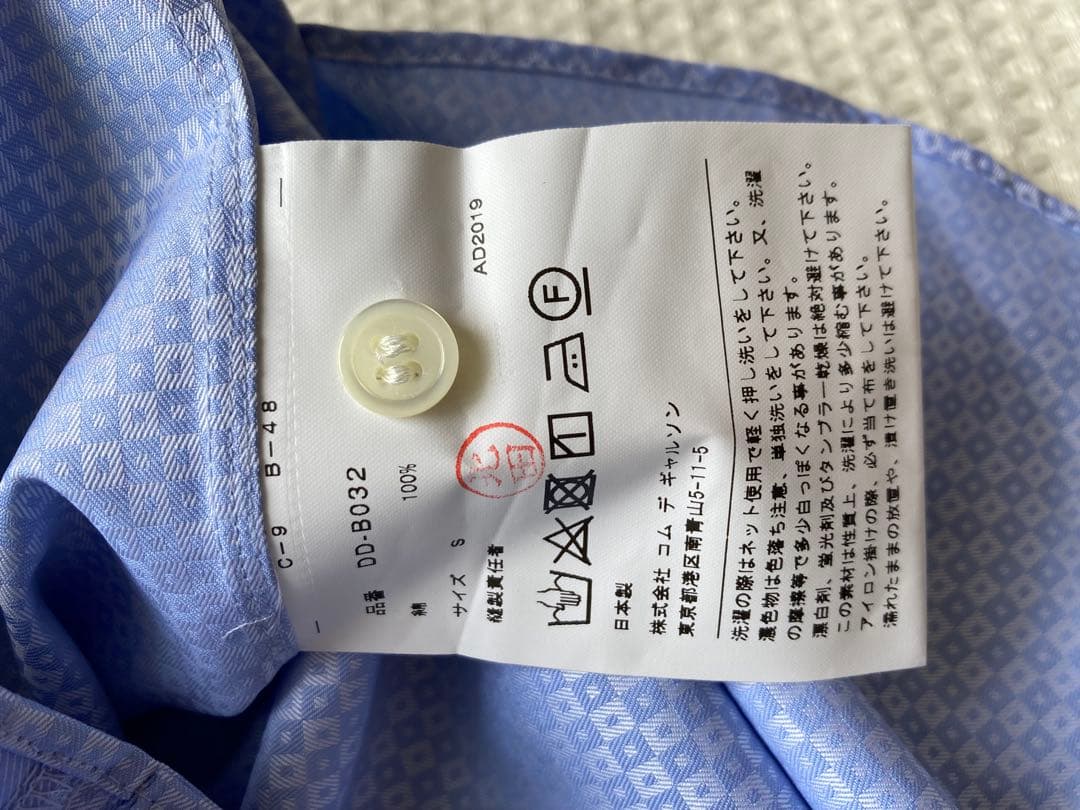 C-9 B-48
品番 DD-B032
綿 100%
サイズ S
縫製責任者 北田
AD2019
F
日本製
株式会社 コム デ ギャルソン
東京都港区南青山5-11-5
洗濯の際はネット使用で軽く押し洗いをして下さい。
濃色物は色落ち注意、単独洗いをして下さい。又、洗濯
の摩擦等で多少白っぽくなる事があります。
漂白剤、蛍光剤及びタンブラー乾燥は絶対避けて下さい。
この素材は性質上、洗濯により多少縮む事があります。
アイロン掛けの際、必ず当て布をして下さい。
濡れたままの放置や、漬け置き洗いは避けて下さい。